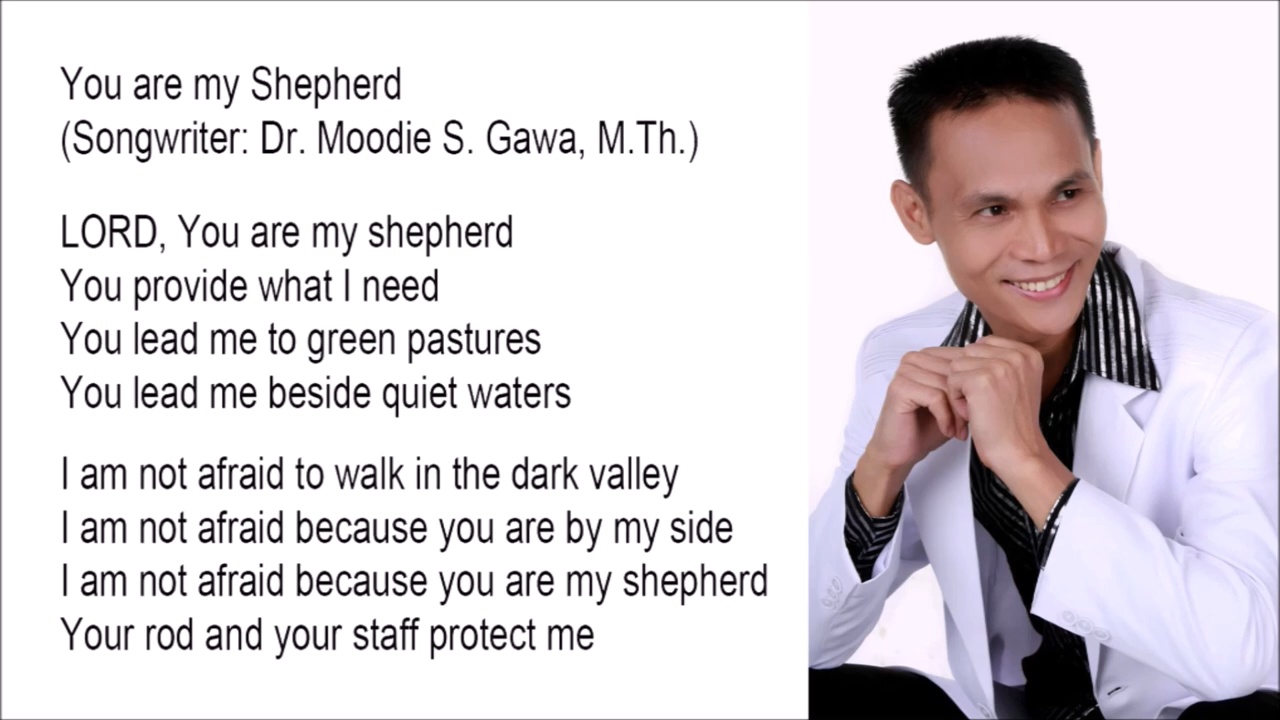 You are my Shepherd
(Songwriter: Dr. Moodie S. Gawa, M.Th.)
LORD, You are my shepherd
You provide what I need
You lead me to green pastures
You lead me beside quiet waters
I am not afraid to walk in the dark valley
I am not afraid because you are by my side
I am not afraid because you are my shepherd
Your rod and your staff protect me